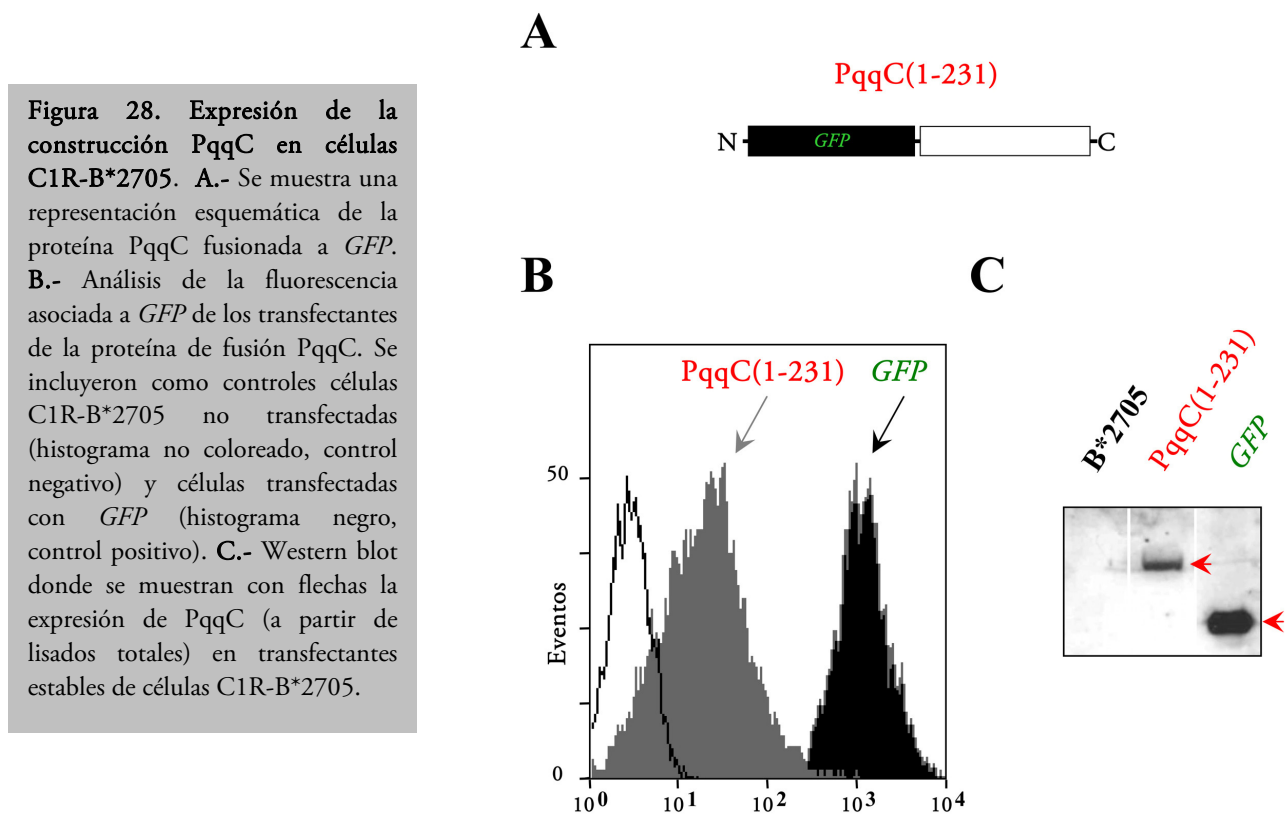 Figura 28. Expresión de la
construcción PqqC en células
C1R-B*2705. A.- Se muestra una
representación esquemática de la
proteína PqqC fusionada a GFP.
B.- Análisis de la fluorescencia
asociada a GFP de los transfectantes
de la proteína de fusión PqqC. Se
incluyeron como controles células
C1R-B*2705 no transfectadas
(histograma no coloreado, control
negativo) y células transfectadas
con GFP (histograma negro,
control positivo). C.- Western blot
donde se muestran con flechas la
expresión de PqqC (a partir de
lisados totales) en transfectantes
estables de células C1R-B*2705.
A
PqqC(1-231)
N GFP C
B
PqqC(1-231) GFP
50
Eventos
0
10⁰ 10¹ 10² 10³ 10⁴
C
B*2705
PqqC(1-231)
GFP